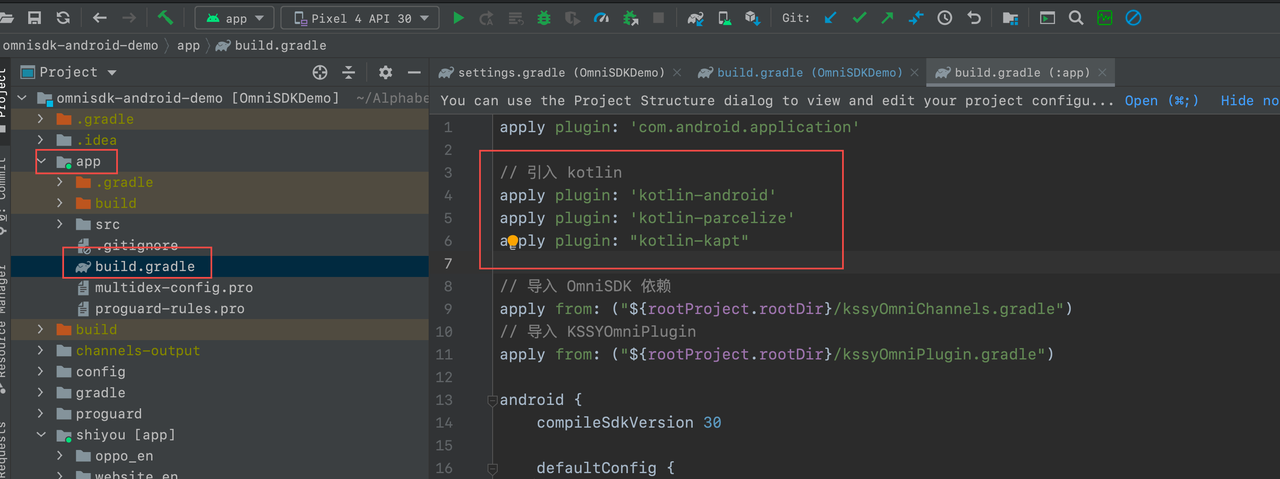 app
Pixel 4 API 30
Git:
omnisdk-android-demo
app
build.gradle
Project
Project
settings.gradle (OmniSDKDemo)
build.gradle (OmniSDKDemo)
build.gradle (:app)
omnisdk-android-demo [OmniSDKDemo] ~/Alphabe
.gradle
.idea
app
.gradle
build
src
.gitignore
build.gradle
multidex-config.pro
proguard-rules.pro
build
channels-output
config
gradle
proguard
shiyou [app]
oppo_en
website_en
Commit
Resource Manager
Requests
You can use the Project Structure dialog to view and edit your project configu... Open (⌘;) Hide no
1 apply plugin: 'com.android.application'
2
3 // 引入 kotlin
4 apply plugin: 'kotlin-android'
5 apply plugin: 'kotlin-parcelize'
6 apply plugin: "kotlin-kapt"
7
8 // 导入 OmniSDK 依赖
9 apply from: ("${rootProject.rootDir}/kssyOmniChannels.gradle")
10 // 导入 KSSYOmniPlugin
11 apply from: ("${rootProject.rootDir}/kssyOmniPlugin.gradle")
12
13 android {
14 compileSdkVersion 30
15
16 defaultConfig {